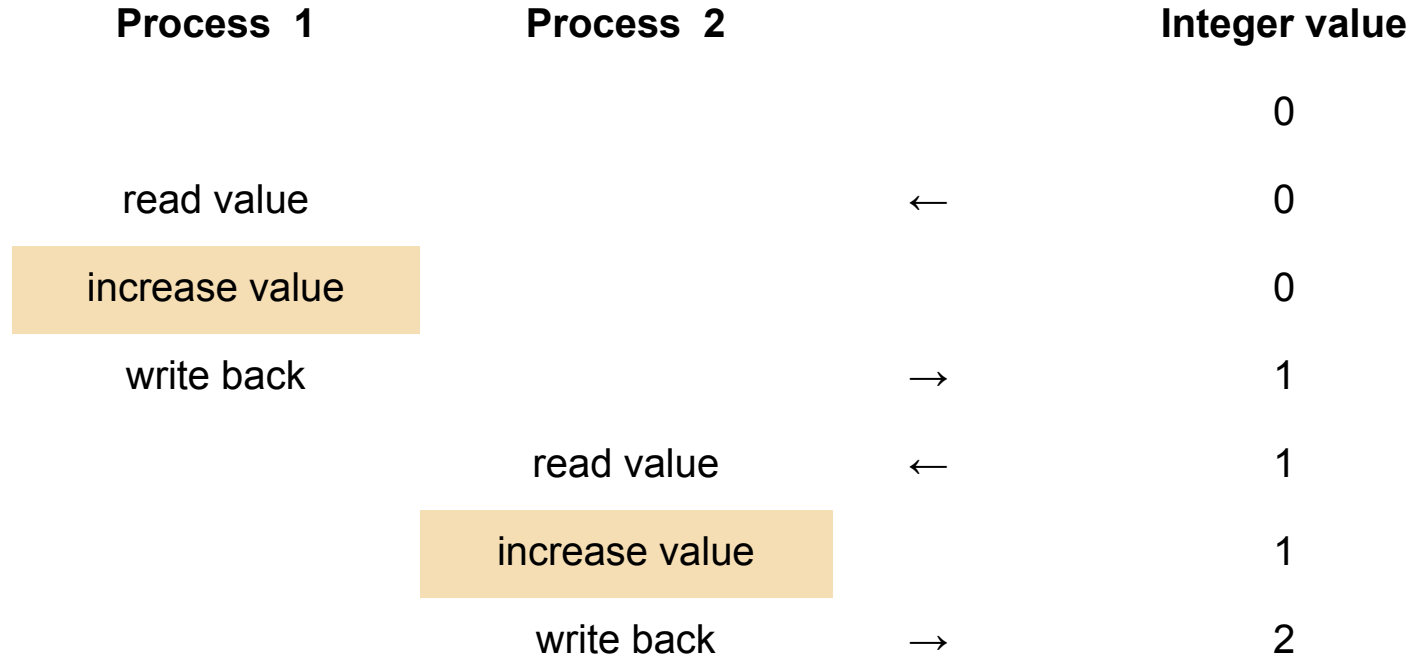 Process 1 Process 2 Integer value
0
read value ← 0
increase value 0
write back → 1
read value ← 1
increase value 1
write back → 2